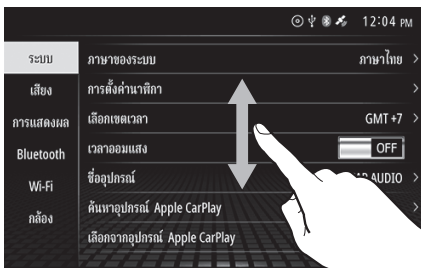 12:04 PM
ระบบ
เสียง
การแสดงผล
Bluetooth
Wi-Fi
กล้อง
ภาษาของระบบ ภาษาไทย >
การตั้งค่านาฬิกา >
เลือกเขตเวลา GMT +7 >
เวลาออมแสง OFF
ชื่ออุปกรณ์ AUDIO >
ค้นหาอุปกรณ์ Apple CarPlay >
เลือกจากอุปกรณ์ Apple CarPlay